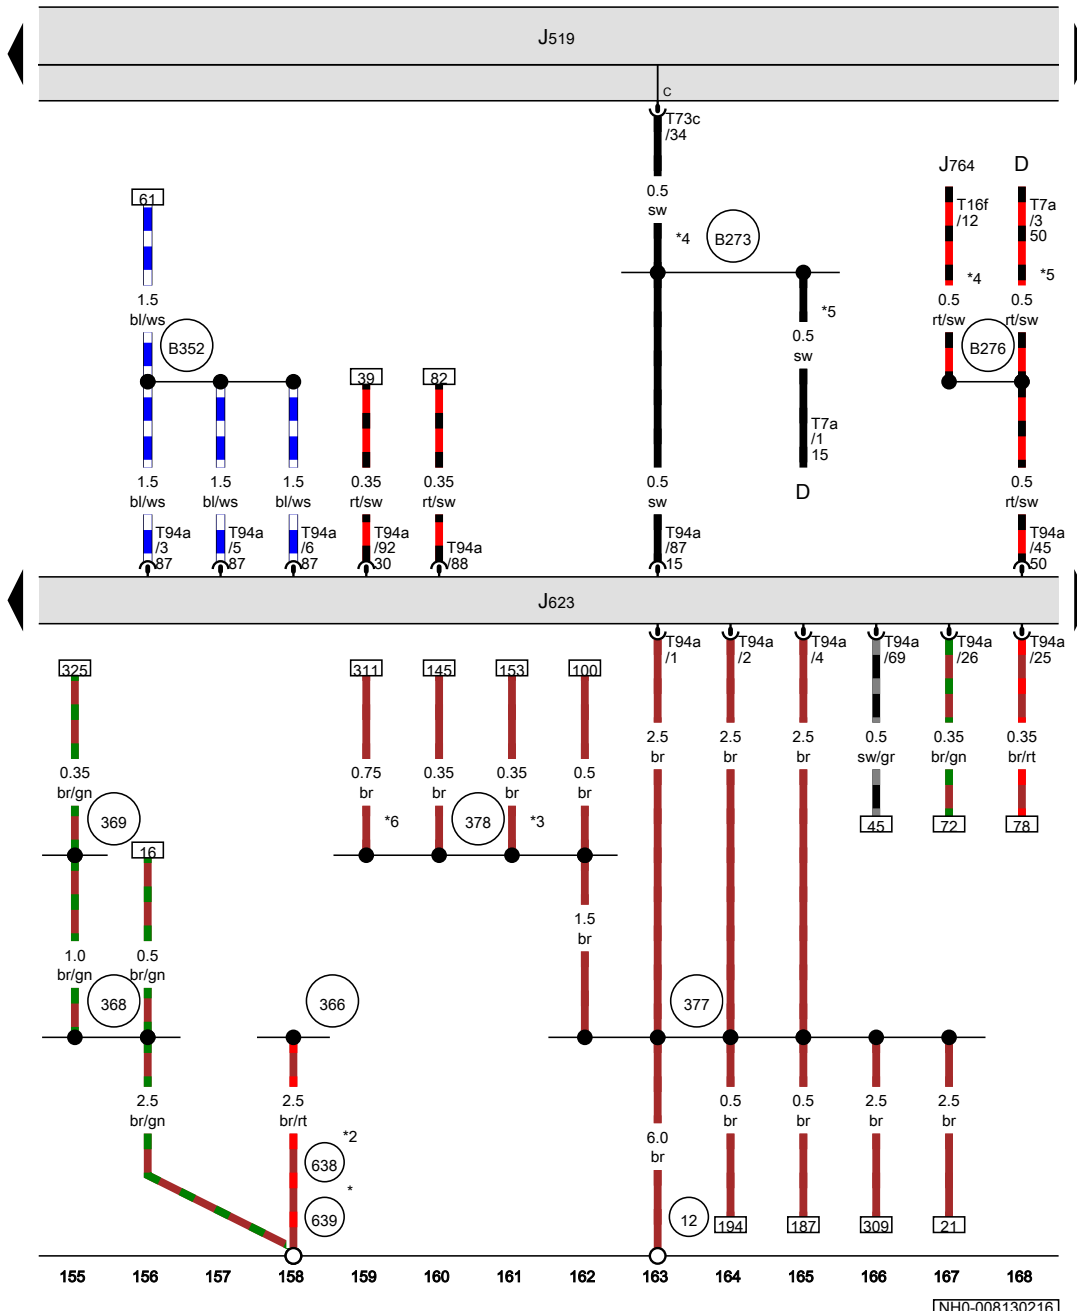 J519
C
T73c
/34
0.5
sw
*4
B273
J764
D
T16f
/12
T7a
/3
50
*4
*5
0.5
rt/sw
0.5
rt/sw
B276
61
1.5
bl/ws
B352
*5
0.5
sw
39
82
T7a
/1
15
D
1.5
bl/ws
1.5
bl/ws
1.5
bl/ws
0.35
rt/sw
0.35
rt/sw
0.5
sw
0.5
rt/sw
T94a
/3
87
T94a
/5
87
T94a
/6
87
T94a
/92
30
T94a
/88
T94a
/87
15
T94a
/45
50
J623
T94a
/1
T94a
/2
T94a
/4
T94a
/69
T94a
/26
T94a
/25
325
311
145
153
100
2.5
br
2.5
br
2.5
br
0.5
sw/gr
0.35
br/gn
0.35
br/rt
0.35
br/gn
0.75
br
0.35
br
0.35
br
0.5
br
369
*6
378
*3
45
72
78
16
1.5
br
1.0
br/gn
0.5
br/gn
368
366
377
2.5
br/gn
2.5
br/rt
0.5
br
0.5
br
2.5
br
2.5
br
*2
638
6.0
br
*
639
12
194
187
309
21
155 156 157 158 159 160 161 162 163 164 165 166 167 168
NH0-008130216